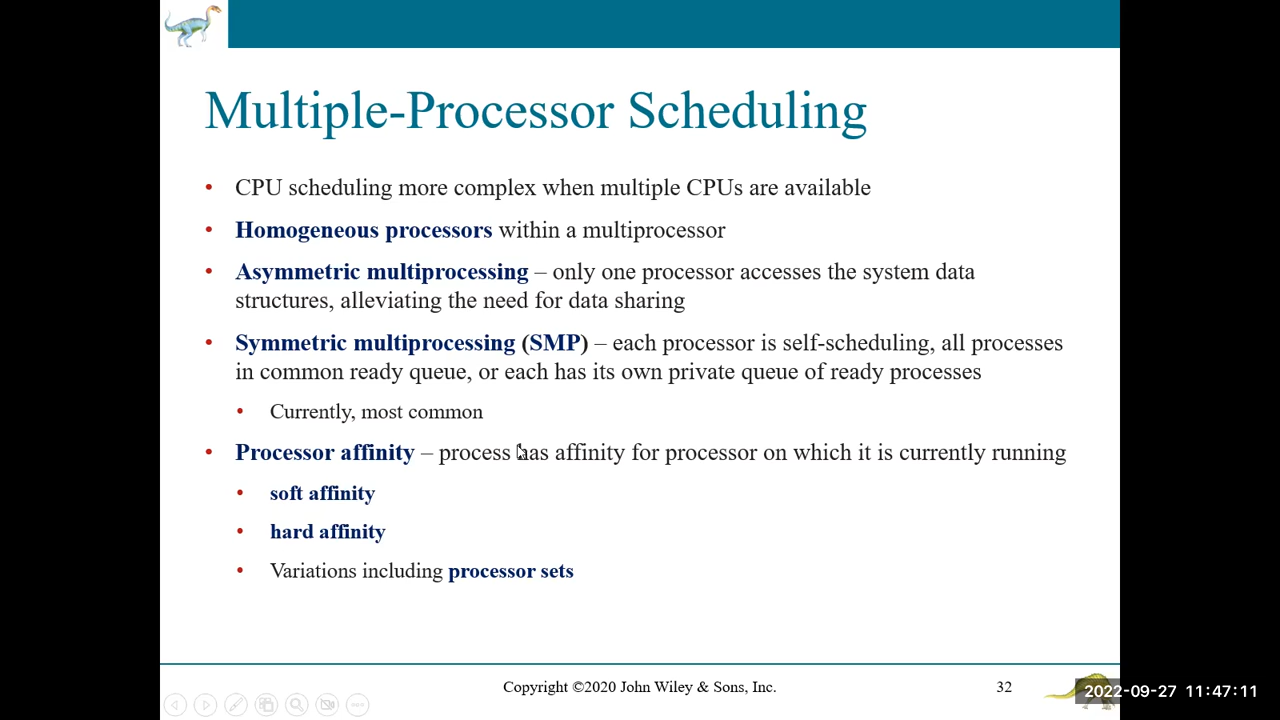 Multiple-Processor Scheduling
• CPU scheduling more complex when multiple CPUs are available
• Homogeneous processors within a multiprocessor
• Asymmetric multiprocessing – only one processor accesses the system data
structures, alleviating the need for data sharing
• Symmetric multiprocessing (SMP) – each processor is self-scheduling, all processes
in common ready queue, or each has its own private queue of ready processes
• Currently, most common
• Processor affinity – process has affinity for processor on which it is currently running
• soft affinity
• hard affinity
• Variations including processor sets
Copyright ©2020 John Wiley & Sons, Inc.
32
2022-09-27 11:47:11